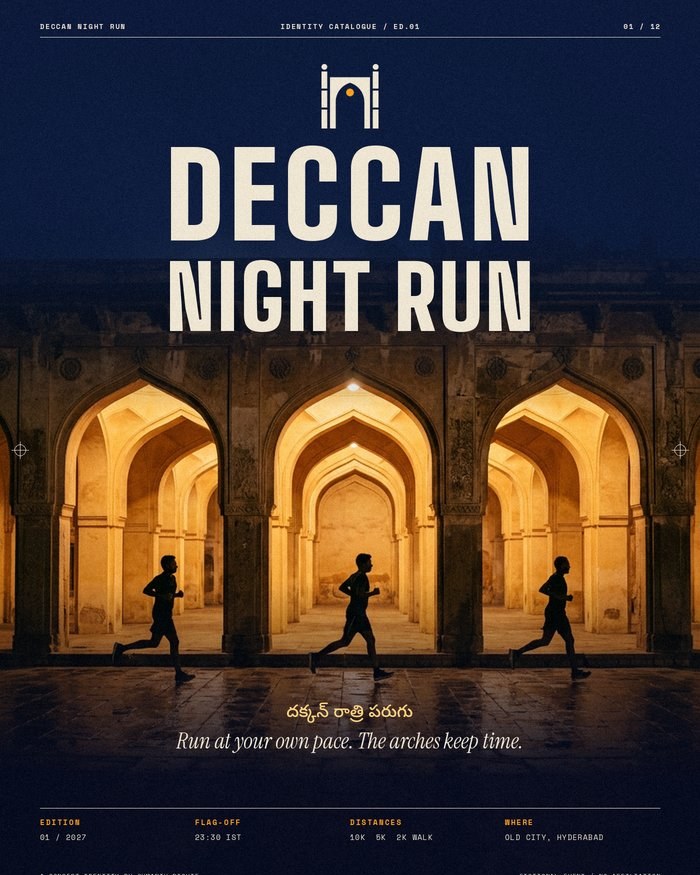 DECCAN NIGHT RUN
IDENTITY CATALOGUE / ED.01
01 / 12
DECCAN
NIGHT RUN
దక్కన్ రాత్రి పరుగు
Run at your own pace. The arches keep time.
EDITION
01 / 2027
FLAG-OFF
23:30 IST
DISTANCES
10K 5K 2K WALK
WHERE
OLD CITY, HYDERABAD